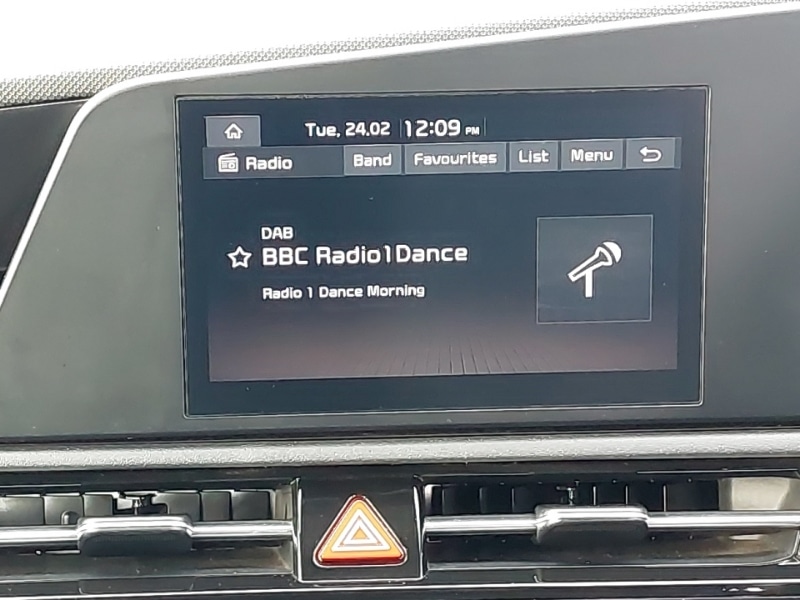 Tue, 24.02 12:09 PM
Radio Band Favourites List Menu
DAB
BBC Radio1Dance
Radio 1 Dance Morning